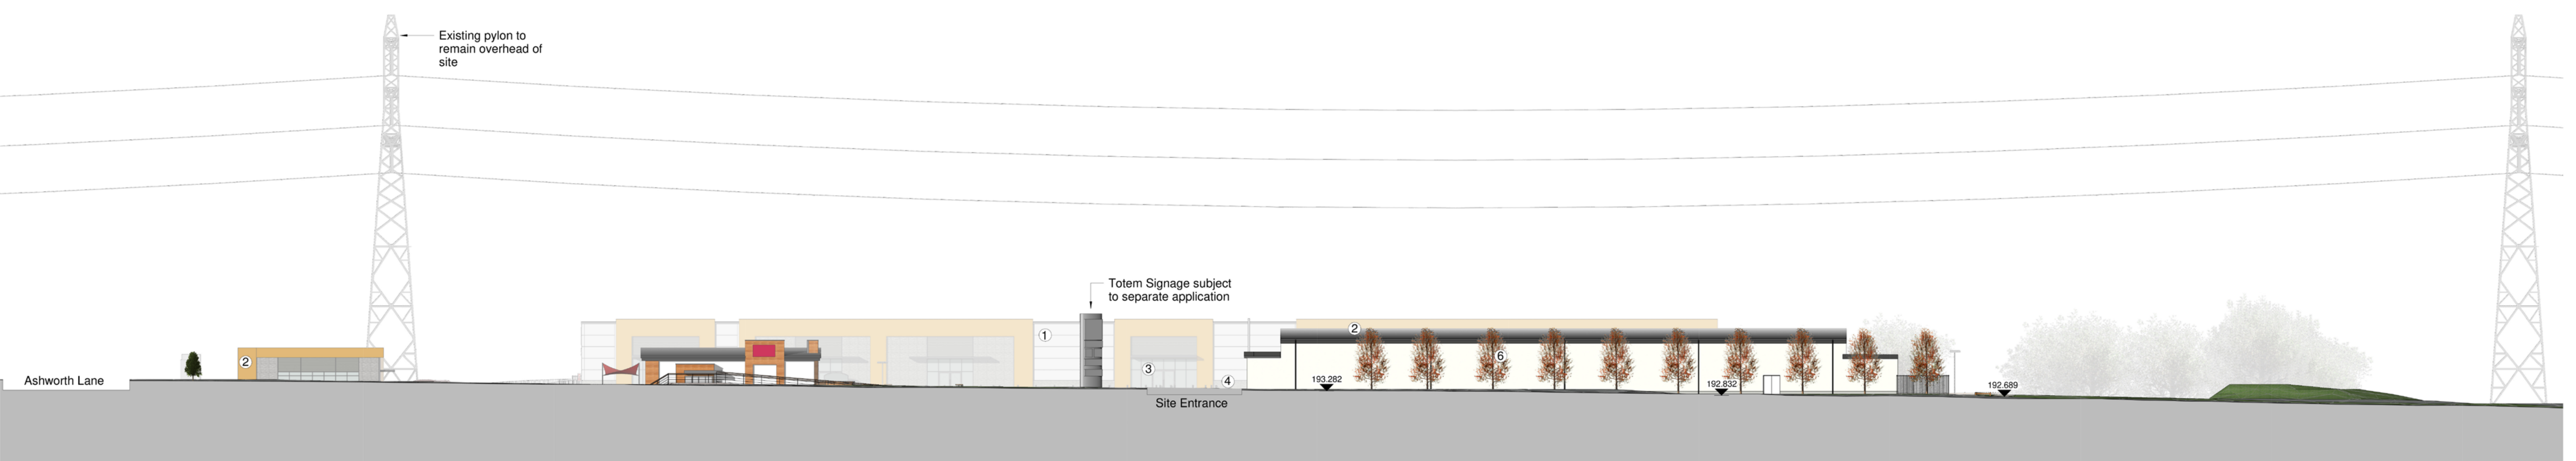 Existing pylon to
remain overhead of
site
Totem Signage subject
to separate application
1
2
2
6
3
4
193.282
192.832
192.689
Ashworth Lane
Site Entrance